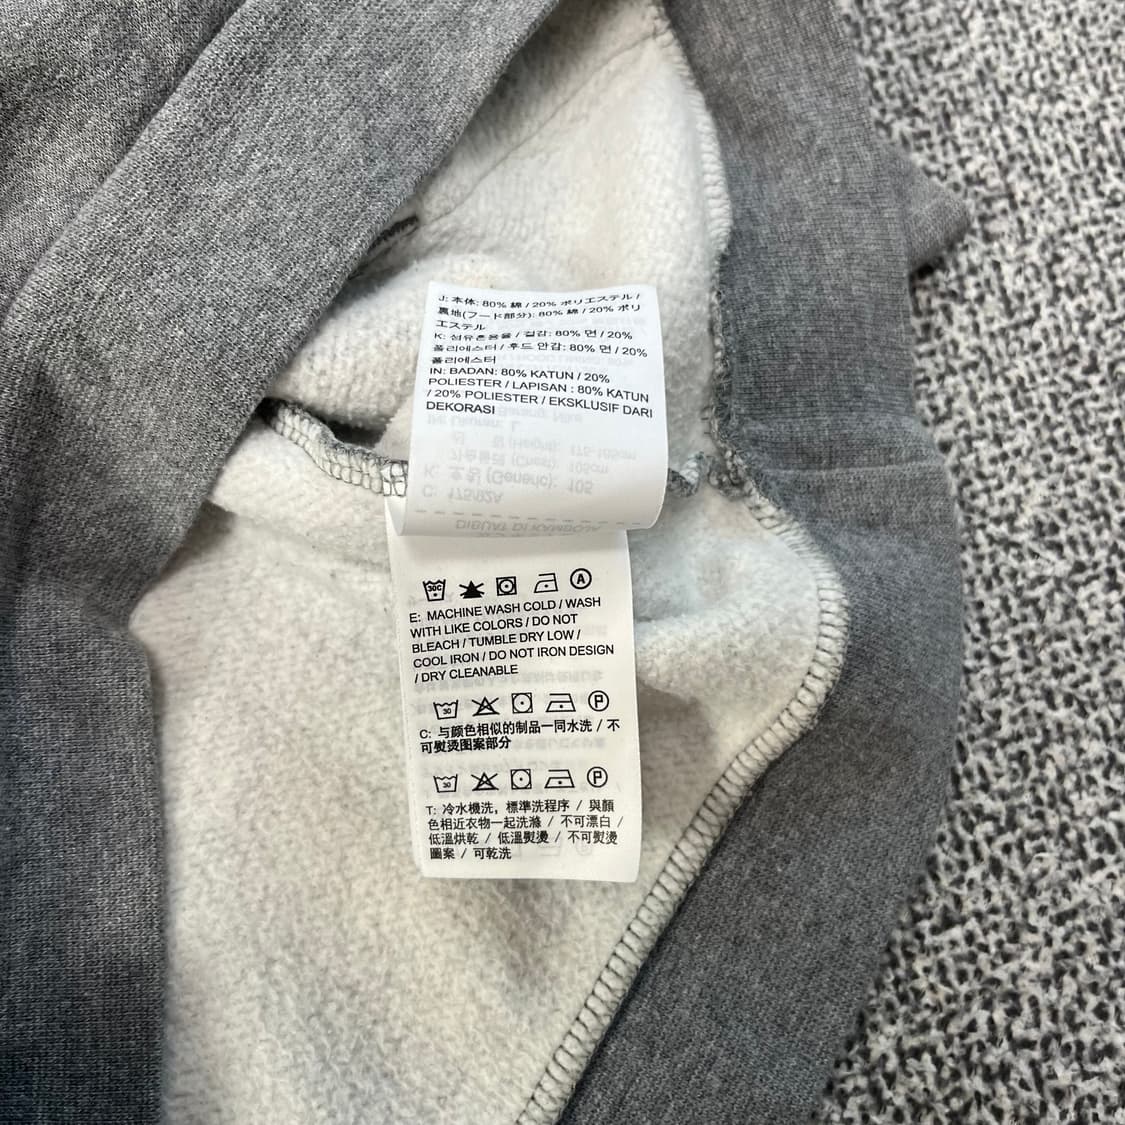 J: 本体: 80% 綿 / 20% ポリエステル /
裏地(フード部分): 80% 綿 / 20% ポリ
エステル
K: 섬유혼용율 / 겉감: 80% 면 / 20%
폴리에스터 / 후드 안감: 80% 면 / 20%
폴리에스터
IN: BADAN: 80% KATUN / 20%
POLIESTER / LAPISAN : 80% KATUN
/ 20% POLIESTER / EKSKLUSIF DARI
DEKORASI
30C A
E: MACHINE WASH COLD / WASH
WITH LIKE COLORS / DO NOT
BLEACH / TUMBLE DRY LOW /
COOL IRON / DO NOT IRON DESIGN
/ DRY CLEANABLE
30 P
C: 与颜色相似的制品一同水洗 / 不
可熨烫图案部分
30 P
T: 冷水機洗，標準洗程序 / 與顏
色相近衣物一起洗滌 / 不可漂白 /
低溫烘乾 / 低溫熨燙 / 不可熨燙
圖案 / 可乾洗